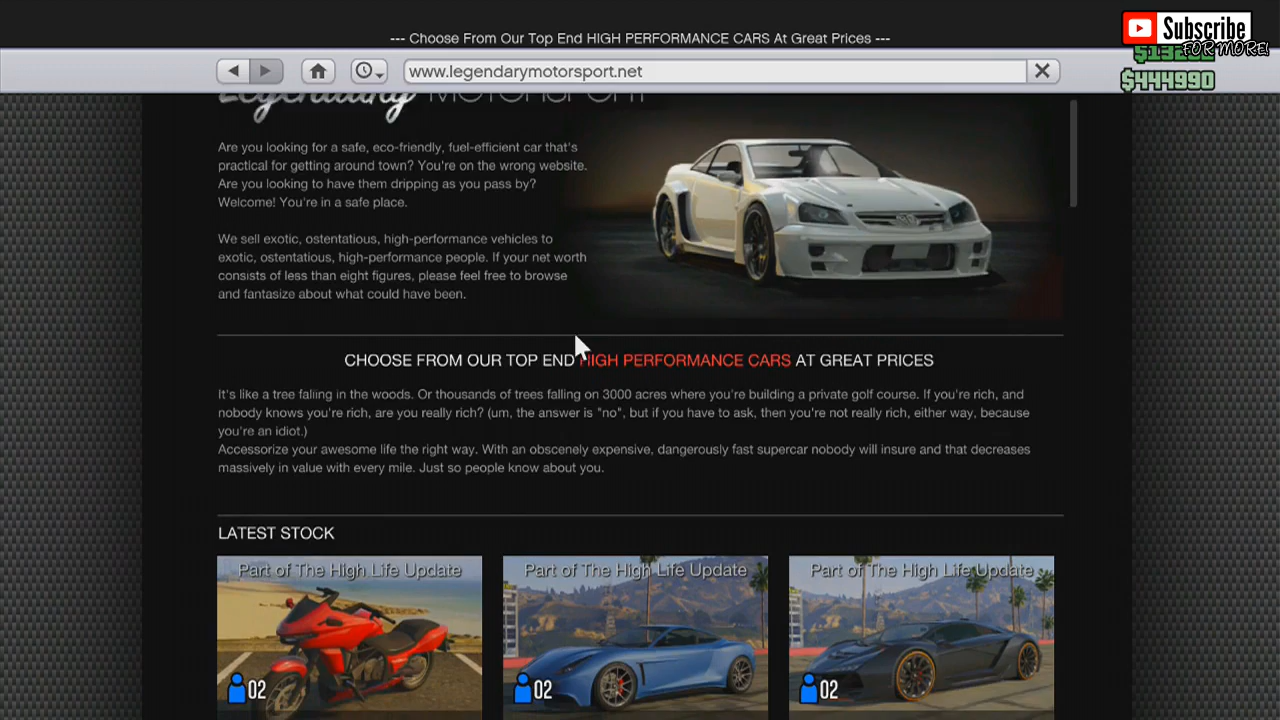 Subscribe
FOR MORE!
--- Choose From Our Top End HIGH PERFORMANCE CARS At Great Prices ---
www.legendarymotorsport.net
$444990
Legendary MOTORSPORT
Are you looking for a safe, eco-friendly, fuel-efficient car that's
practical for getting around town? You're on the wrong website.
Are you looking to have them dripping as you pass by?
Welcome! You're in a safe place.
We sell exotic, ostentatious, high-performance vehicles to
exotic, ostentatious, high-performance people. If your net worth
consists of less than eight figures, please feel free to browse
and fantasize about what could have been.
CHOOSE FROM OUR TOP END HIGH PERFORMANCE CARS AT GREAT PRICES
It's like a tree falling in the woods. Or thousands of trees falling on 3000 acres where you're building a private golf course. If you're rich, and
nobody knows you're rich, are you really rich? (um, the answer is "no", but if you have to ask, then you're not really rich, either way, because
you're an idiot.)
Accessorize your awesome life the right way. With an obscenely expensive, dangerously fast supercar nobody will insure and that decreases
massively in value with every mile. Just so people know about you.
LATEST STOCK
Part of The High Life Update
Part of The High Life Update
Part of The High Life Update
02
02
02